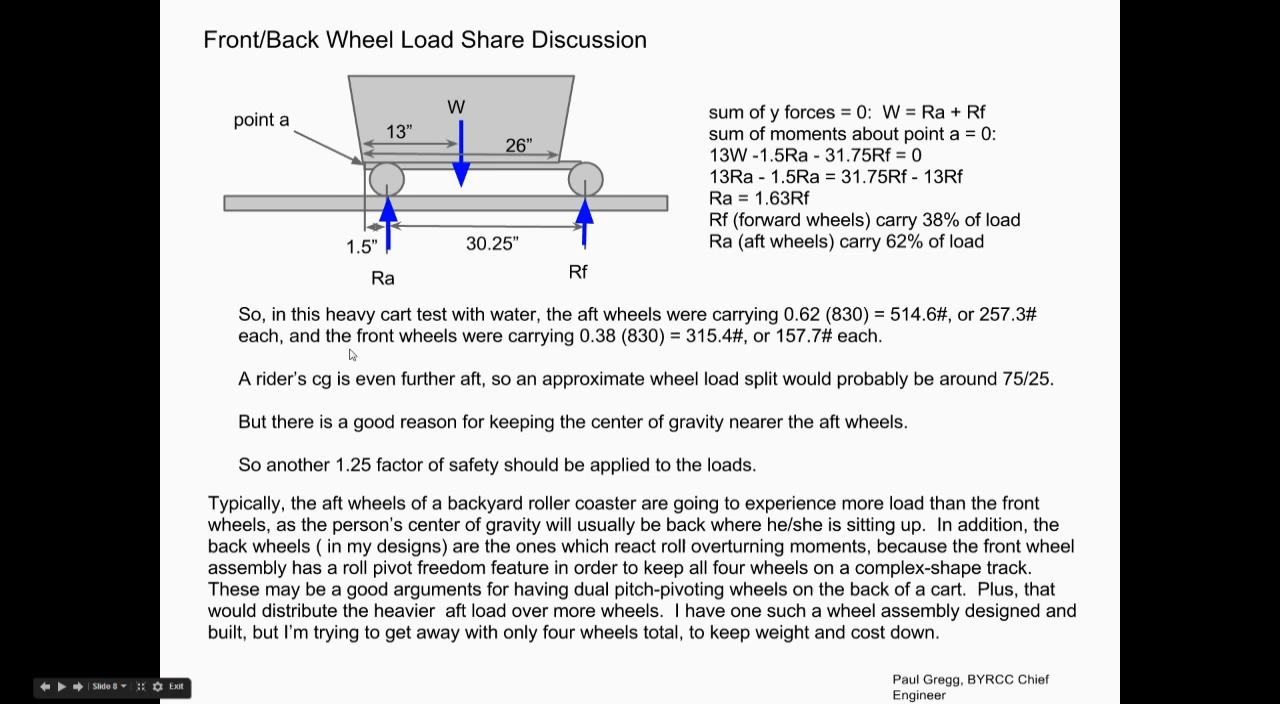 Front/Back Wheel Load Share Discussion
W
point a
13”
26”
1.5”
30.25”
Ra
Rf
sum of y forces = 0:  W = Ra + Rf
sum of moments about point a = 0:
13W -1.5Ra - 31.75Rf = 0
13Ra - 1.5Ra = 31.75Rf - 13Rf
Ra = 1.63Rf
Rf (forward wheels) carry 38% of load
Ra (aft wheels) carry 62% of load
So, in this heavy cart test with water, the aft wheels were carrying 0.62 (830) = 514.6#, or 257.3#
each, and the front wheels were carrying 0.38 (830) = 315.4#, or 157.7# each.
A rider’s cg is even further aft, so an approximate wheel load split would probably be around 75/25.
But there is a good reason for keeping the center of gravity nearer the aft wheels.
So another 1.25 factor of safety should be applied to the loads.
Typically, the aft wheels of a backyard roller coaster are going to experience more load than the front
wheels, as the person’s center of gravity will usually be back where he/she is sitting up.  In addition, the
back wheels ( in my designs) are the ones which react roll overturning moments, because the front wheel
assembly has a roll pivot freedom feature in order to keep all four wheels on a complex-shape track.
These may be a good arguments for having dual pitch-pivoting wheels on the back of a cart.  Plus, that
would distribute the heavier  aft load over more wheels.  I have one such a wheel assembly designed and
built, but I’m trying to get away with only four wheels total, to keep weight and cost down.
Paul Gregg, BYRCC Chief
Engineer
Slide 8
Exit